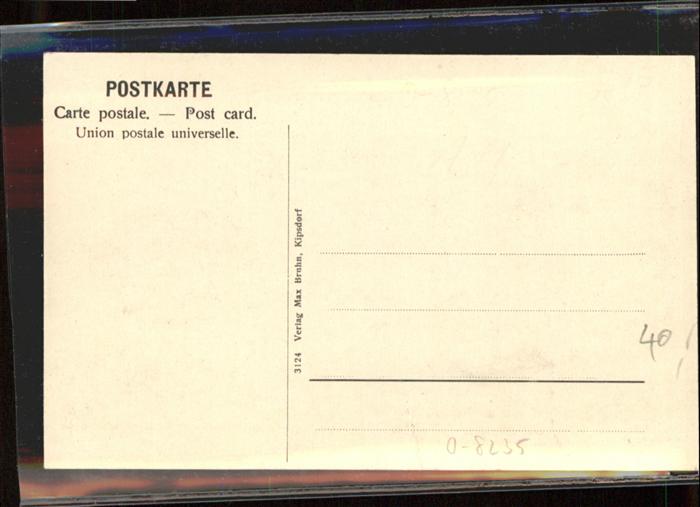 POSTKARTE
Carte postale. — Post card.
Union postale universelle.
3124 Verlag Max Bruhn, Kipsdorf
40
0-8235